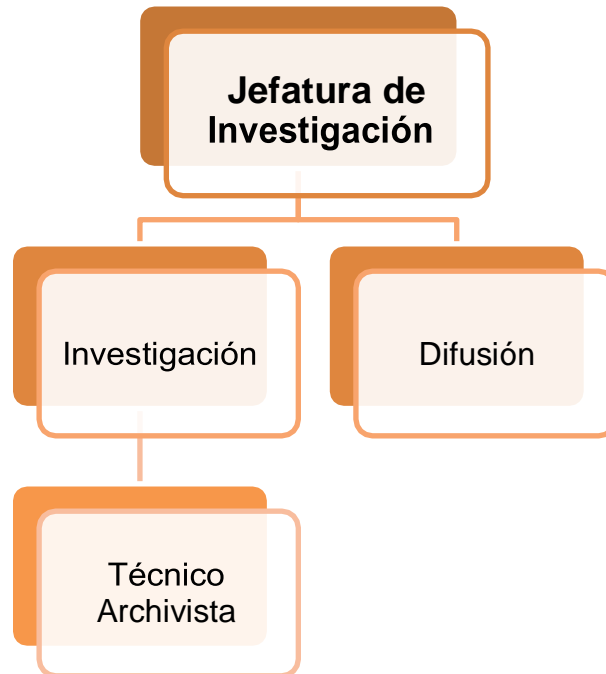 Jefatura de
Investigación
Investigación
Difusión
Técnico
Archivista